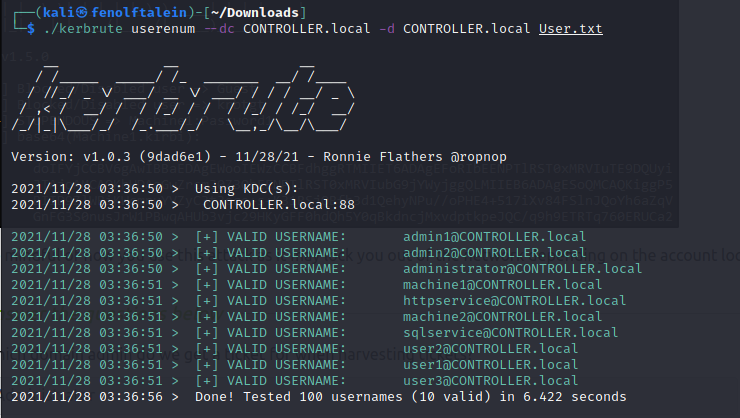 (kali㉿fenolftalein)-[~/Downloads]
$ ./kerbrute userenum --dc CONTROLLER.local -d CONTROLLER.local User.txt
kerbrute
Version: v1.0.3 (9dad6e1) - 11/28/21 - Ronnie Flathers @ropnop
2021/11/28 03:36:50 > Using KDC(s):
2021/11/28 03:36:50 > CONTROLLER.local:88
2021/11/28 03:36:50 > [+] VALID USERNAME: admin1@CONTROLLER.local
2021/11/28 03:36:50 > [+] VALID USERNAME: admin2@CONTROLLER.local
2021/11/28 03:36:50 > [+] VALID USERNAME: administrator@CONTROLLER.local
2021/11/28 03:36:51 > [+] VALID USERNAME: machine1@CONTROLLER.local
2021/11/28 03:36:51 > [+] VALID USERNAME: httpservice@CONTROLLER.local
2021/11/28 03:36:51 > [+] VALID USERNAME: machine2@CONTROLLER.local
2021/11/28 03:36:51 > [+] VALID USERNAME: sqlservice@CONTROLLER.local
2021/11/28 03:36:51 > [+] VALID USERNAME: user2@CONTROLLER.local
2021/11/28 03:36:51 > [+] VALID USERNAME: user1@CONTROLLER.local
2021/11/28 03:36:51 > [+] VALID USERNAME: user3@CONTROLLER.local
2021/11/28 03:36:56 > Done! Tested 100 usernames (10 valid) in 6.422 seconds